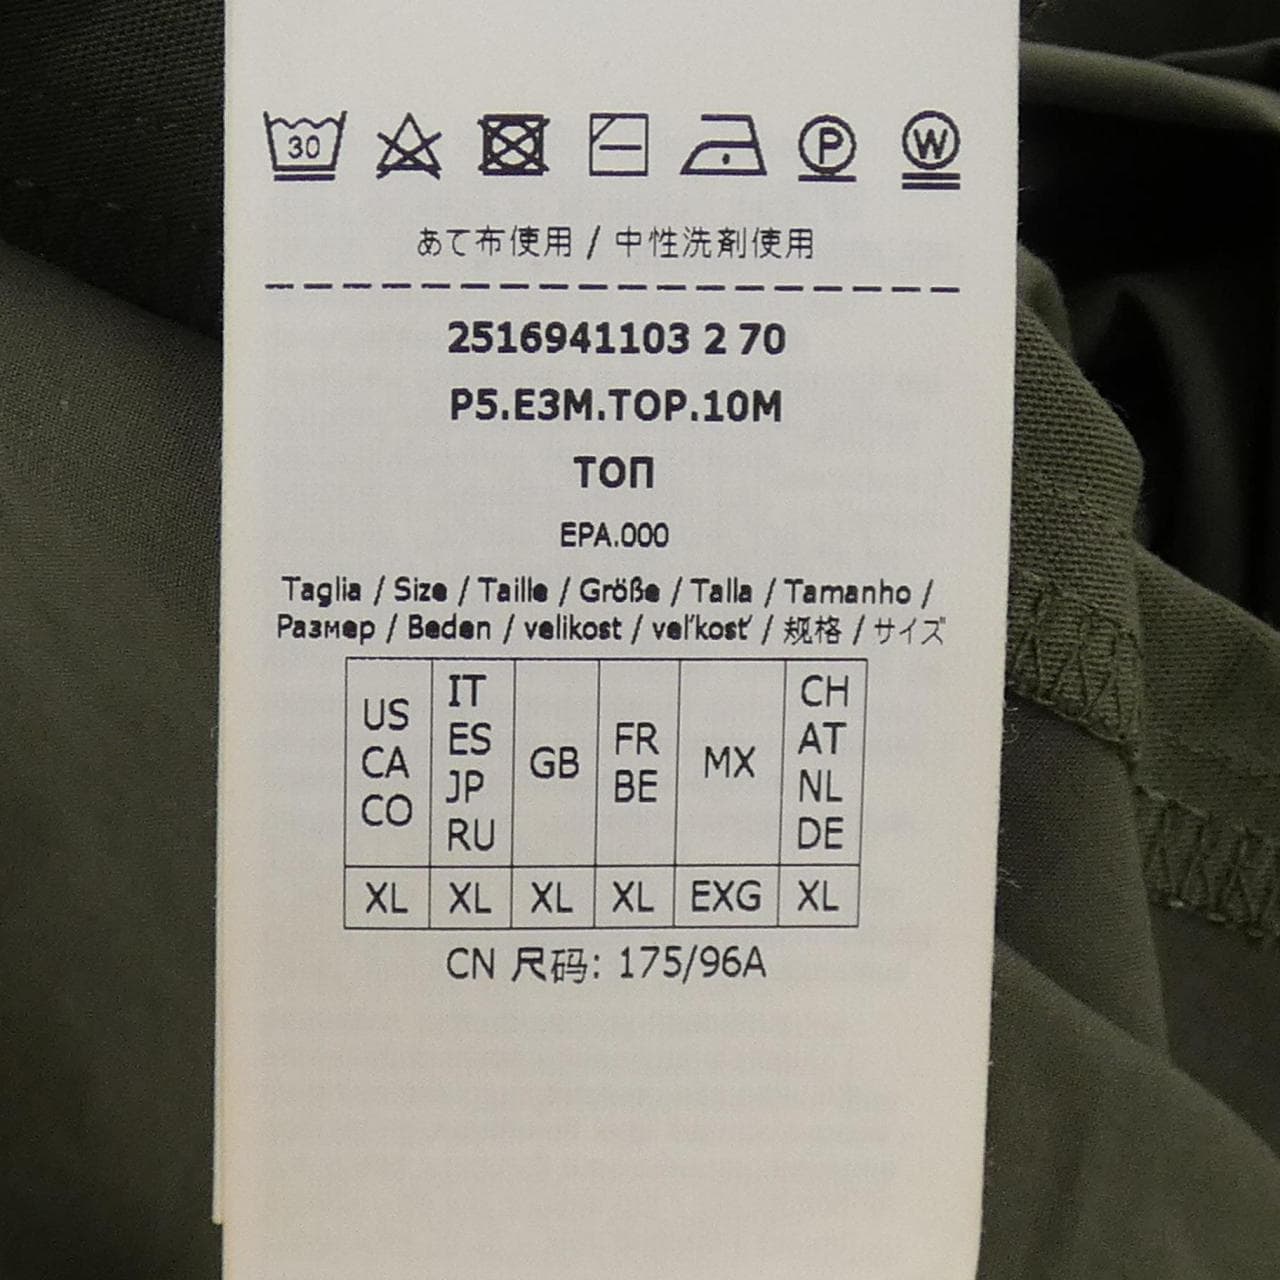 30 P W
あて布使用 / 中性洗剤使用
2516941103 2 70
P5.E3M.TOP.10M
ТОП
EPA.000
Taglia / Size / Taille / Größe / Talla / Tamanho /
Размер / Beden / velikost / veľkosť / 规格 / サイズ
US CA CO
IT ES JP RU
GB
FR BE
MX
CH AT NL DE
XL XL XL XL EXG XL
CN 尺码: 175/96A